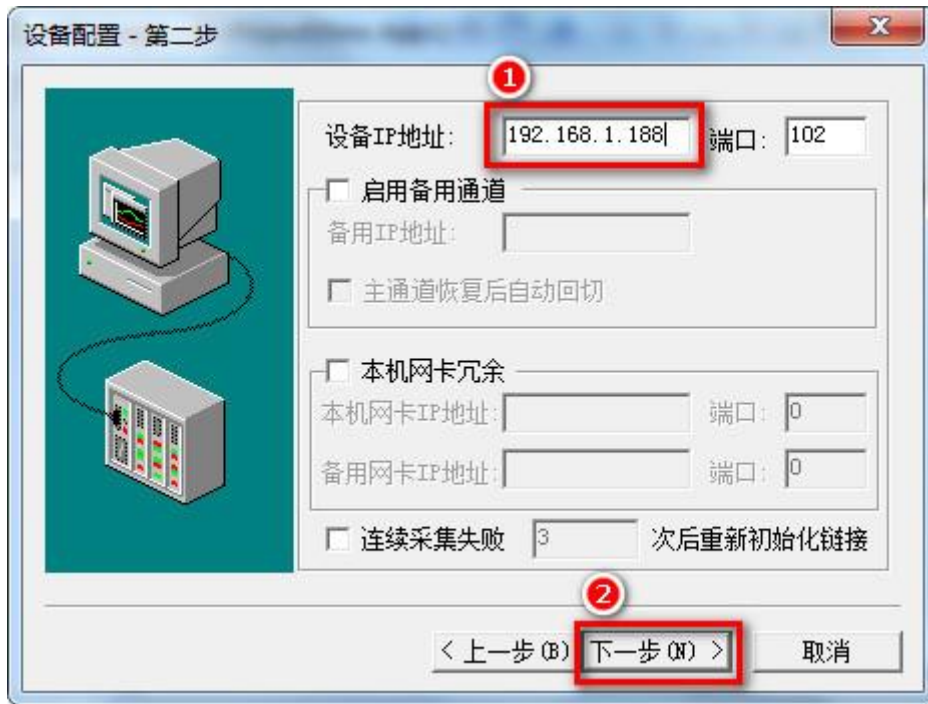 设备配置 - 第二步
X
1
设备IP地址: 192.168.1.188 端口: 102
启用备用通道
备用IP地址:
主通道恢复后自动回切
本机网卡冗余
本机网卡IP地址: 端口: 0
备用网卡IP地址: 端口: 0
连续采集失败 3 次后重新初始化链接
2
< 上一步(B) 下一步(N) > 取消